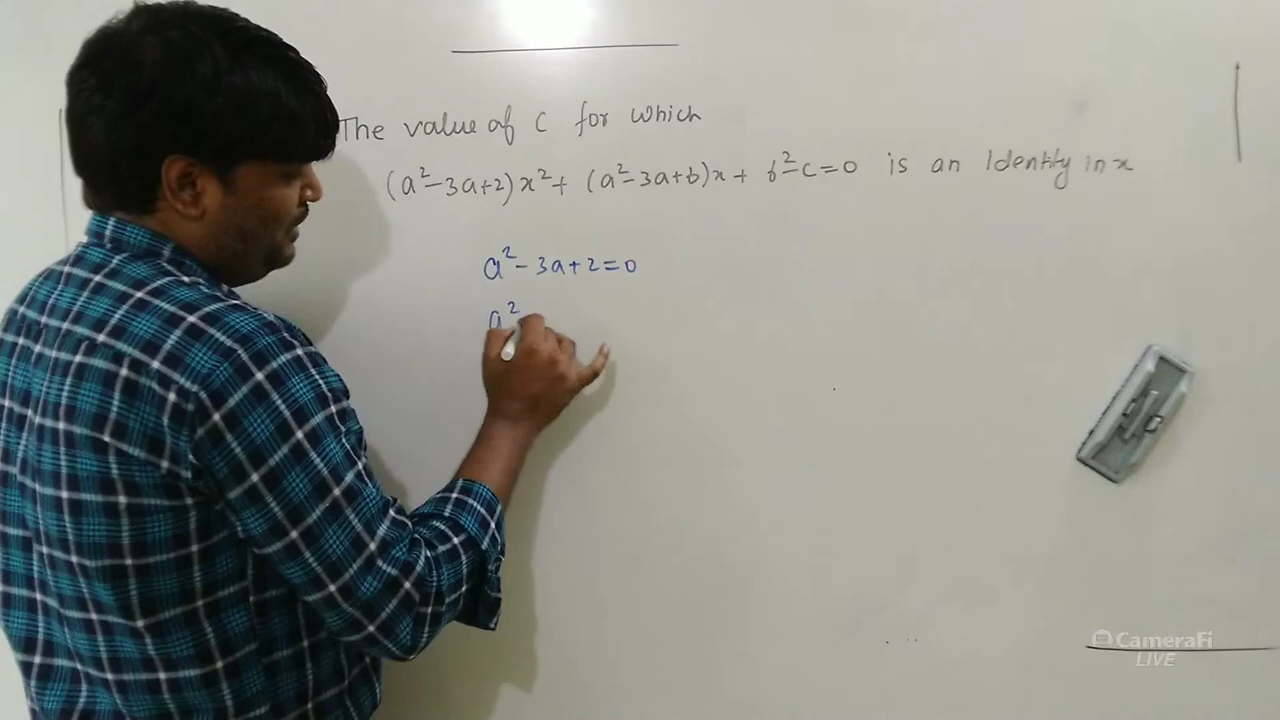 The value of c for which
(a²-3a+2)x²+ (a²-3a+b)x + b²-c=0 is an Identity in x
a²-3a+2=0
a²
CameraFi
LIVE